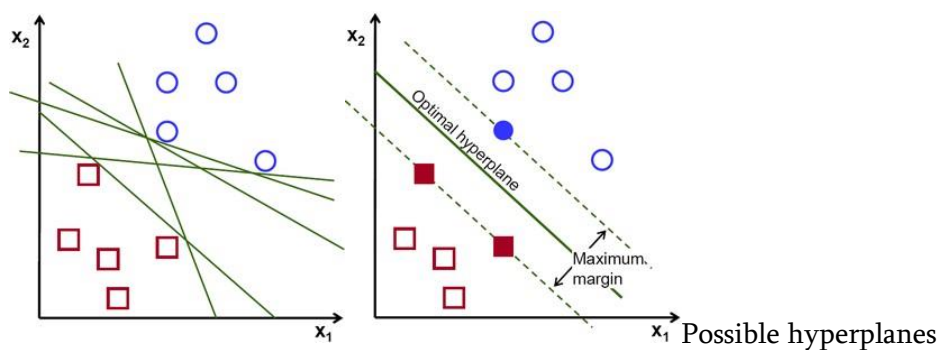 x₂
x₁
x₂
Optimal hyperplane
Maximum
margin
x₁
Possible hyperplanes